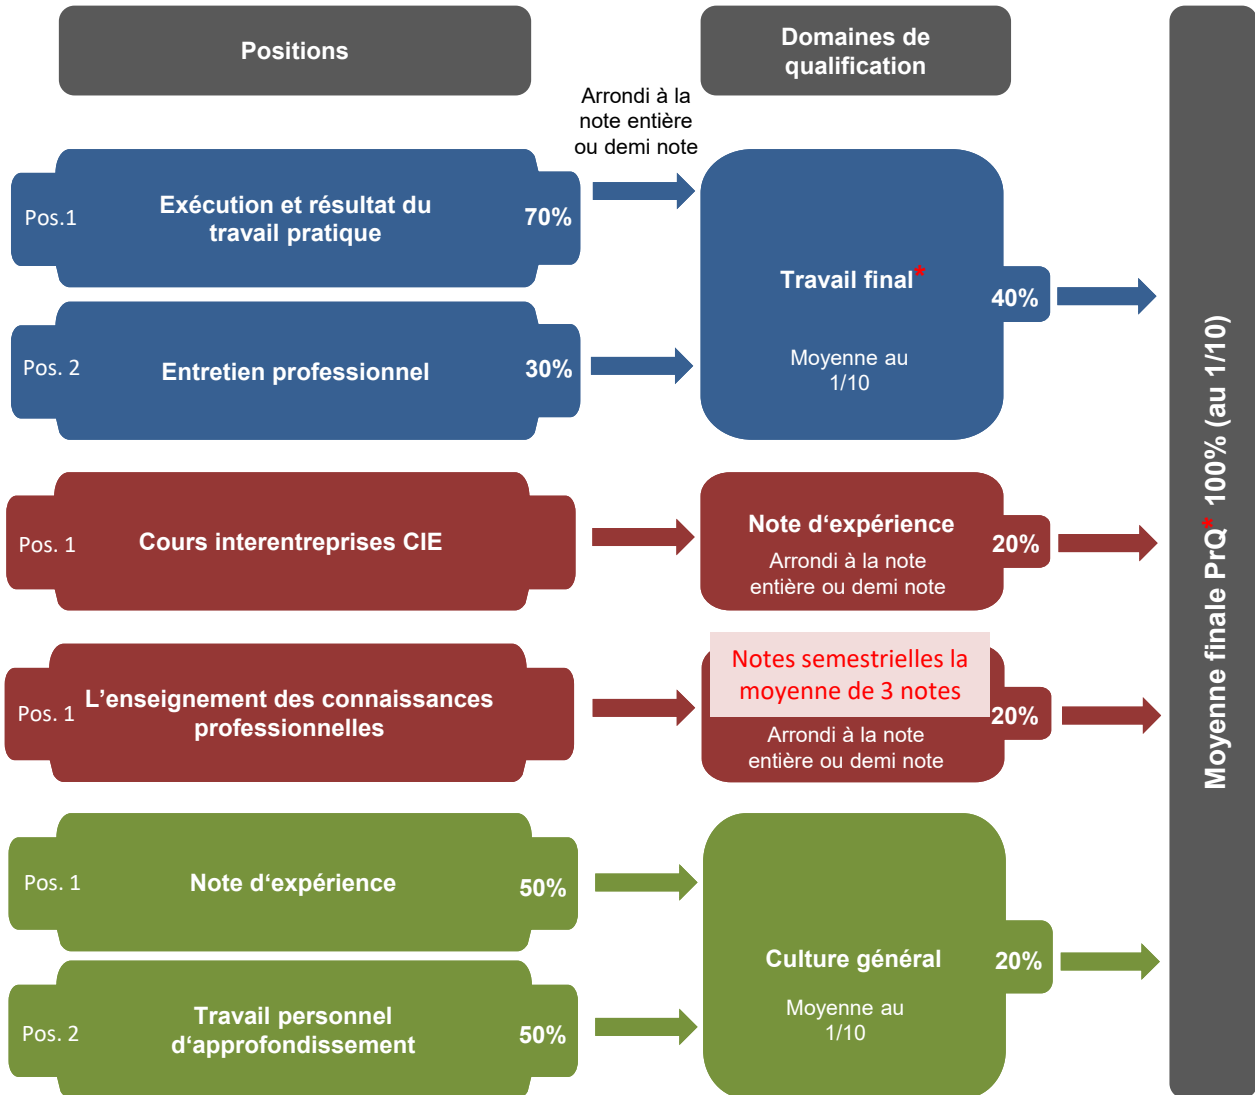 Positions
Domaines de
qualification
Arrondi à la
note entière
ou demi note
Pos.1
Exécution et résultat du
travail pratique
70%
Travail final*
Moyenne au
1/10
40%
Pos. 2
Entretien professionnel
30%
Pos. 1
Cours interentreprises CIE
Note d'expérience
Arrondi à la note
entière ou demi note
20%
Pos. 1
L'enseignement des connaissances
professionnelles
Notes semestrielles la
moyenne de 3 notes
Arrondi à la note
entière ou demi note
20%
Pos. 1
Note d‘expérience
50%
Culture général
Moyenne au
1/10
20%
Pos. 2
Travail personnel
d'approfondissement
50%
Moyenne finale PrQ* 100% (au 1/10)